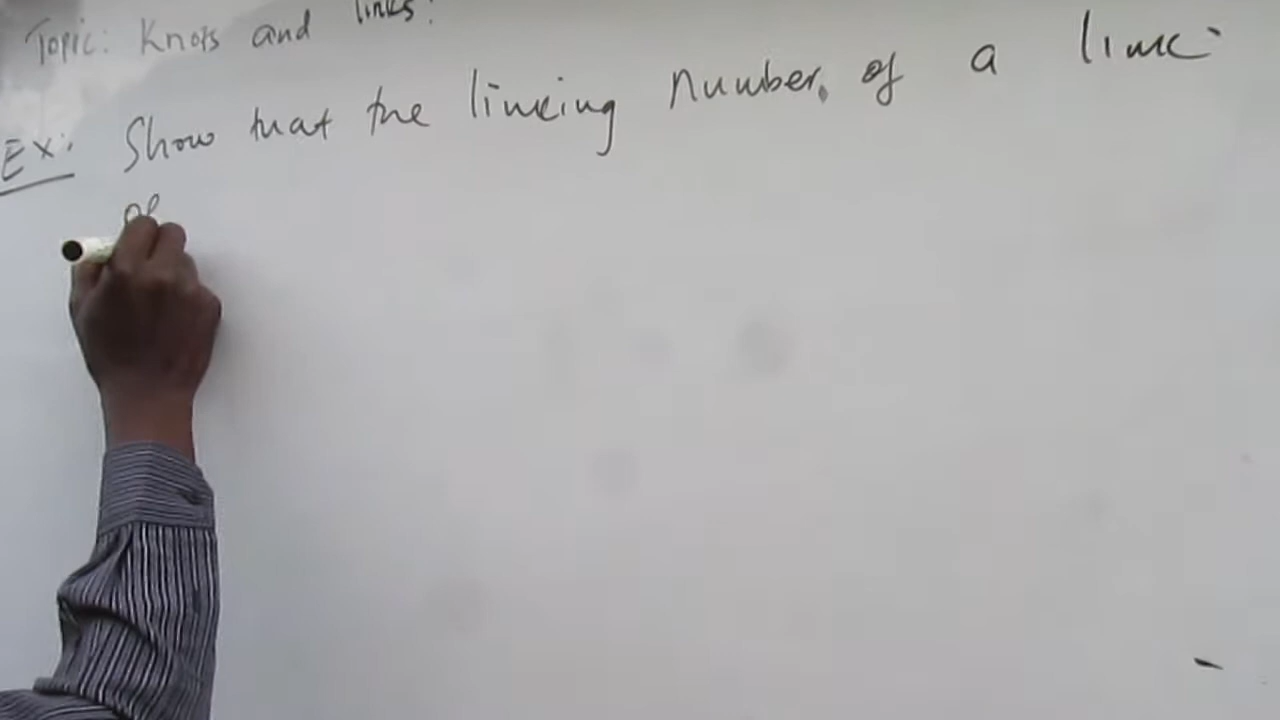 Topic: Knots and links:
Ex: Show that the linking number, of a link
of